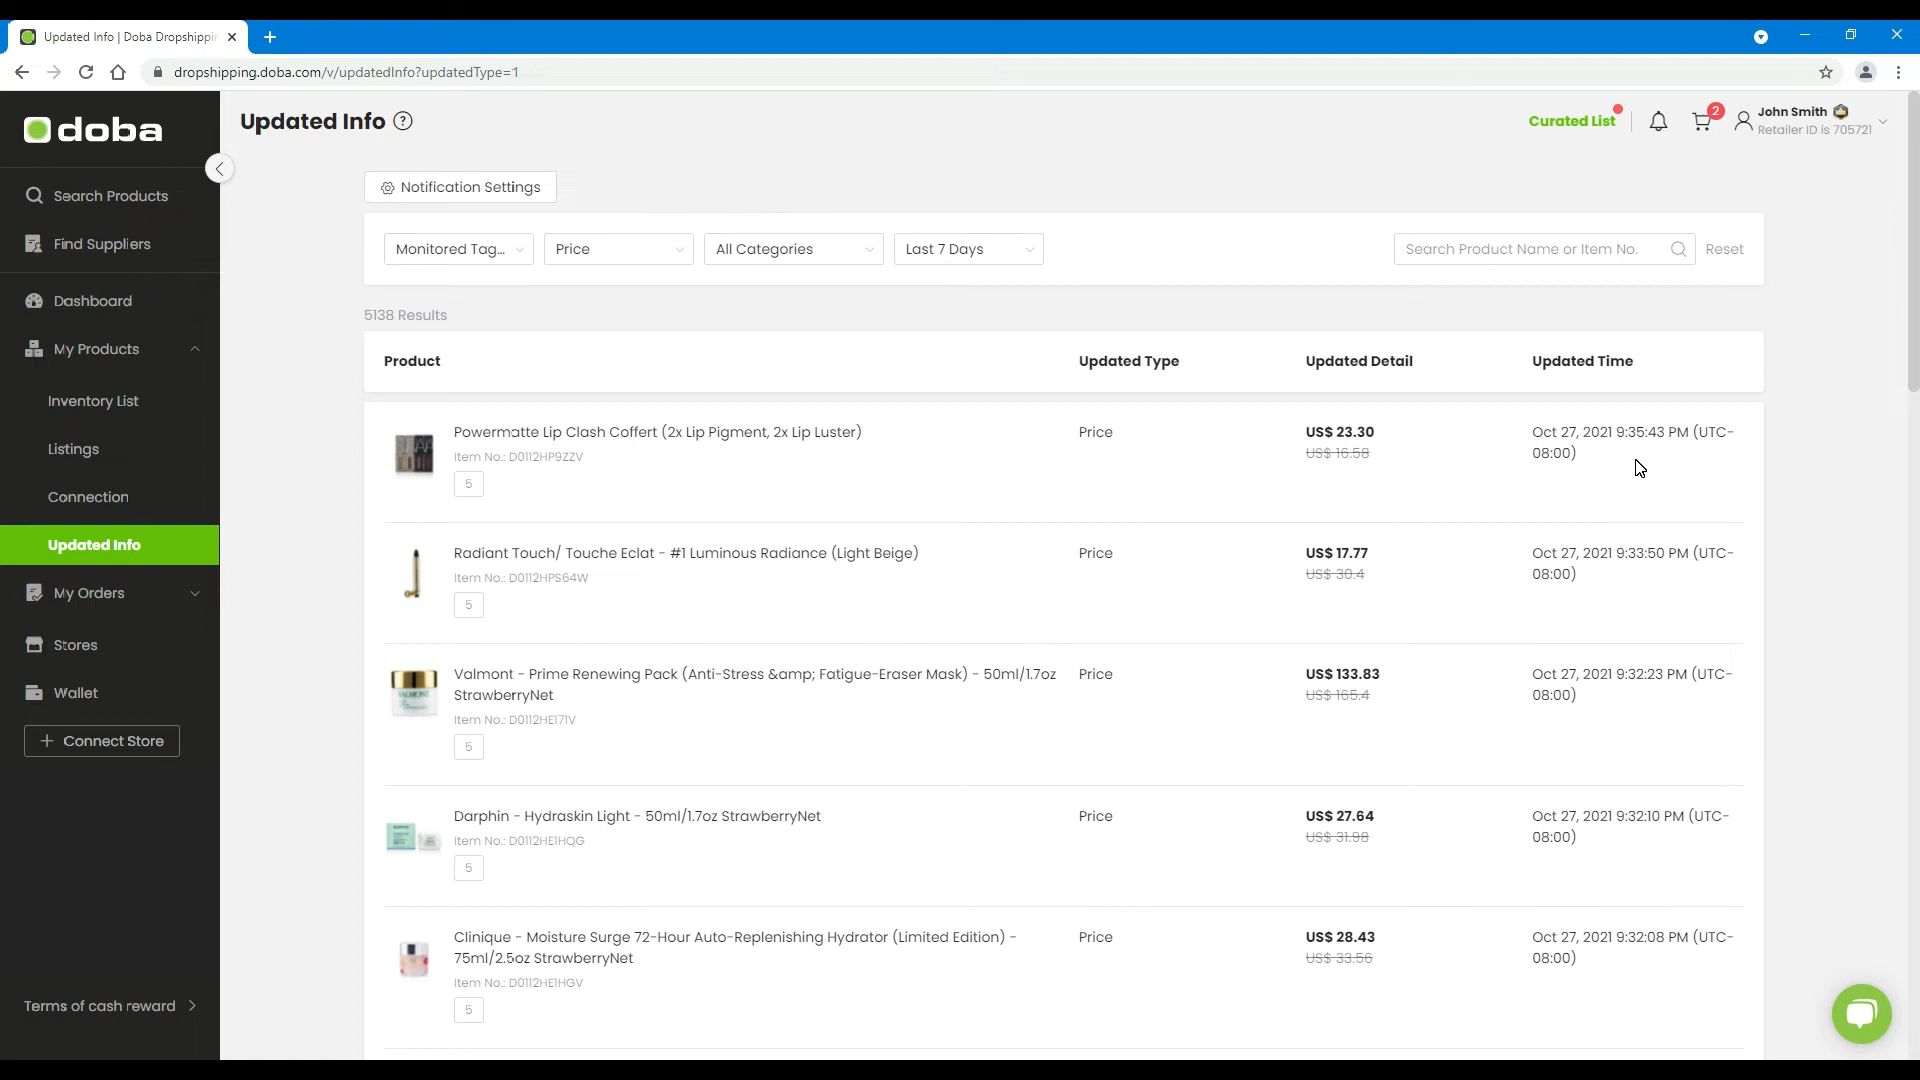 Updated Info | Doba Dropshippin
dropshipping.doba.com/v/updatedInfo?updatedType=1
doba
Updated Info ?
Curated List
2
John Smith
Retailer ID is 705721
Search Products
Find Suppliers
Dashboard
My Products
Inventory List
Listings
Connection
Updated Info
My Orders
Stores
Wallet
+ Connect Store
Terms of cash reward
Notification Settings
Monitored Tag... Price All Categories Last 7 Days Search Product Name or Item No. Reset
5138 Results
Product Updated Type Updated Detail Updated Time
Powermatte Lip Clash Coffert (2x Lip Pigment, 2x Lip Luster) Price US$ 23.30 Oct 27, 2021 9:35:43 PM (UTC-
Item No.: D0112HP9ZZV US$ 16.58 08:00)
5
Radiant Touch/ Touche Eclat - #1 Luminous Radiance (Light Beige) Price US$ 17.77 Oct 27, 2021 9:33:50 PM (UTC-
Item No.: D0112HPS64W US$ 30.4 08:00)
5
Valmont - Prime Renewing Pack (Anti-Stress &amp; Fatigue-Eraser Mask) - 50ml/1.7oz Price US$ 133.83 Oct 27, 2021 9:32:23 PM (UTC-
StrawberryNet US$ 165.4 08:00)
Item No.: D0112HE171V
5
VALMONT
Darphin - Hydraskin Light - 50ml/1.7oz StrawberryNet Price US$ 27.64 Oct 27, 2021 9:32:10 PM (UTC-
Item No.: D0112HE1HQG US$ 31.98 08:00)
5
Clinique - Moisture Surge 72-Hour Auto-Replenishing Hydrator (Limited Edition) - Price US$ 28.43 Oct 27, 2021 9:32:08 PM (UTC-
75ml/2.5oz StrawberryNet US$ 33.56 08:00)
Item No.: D0112HE1HGV
5